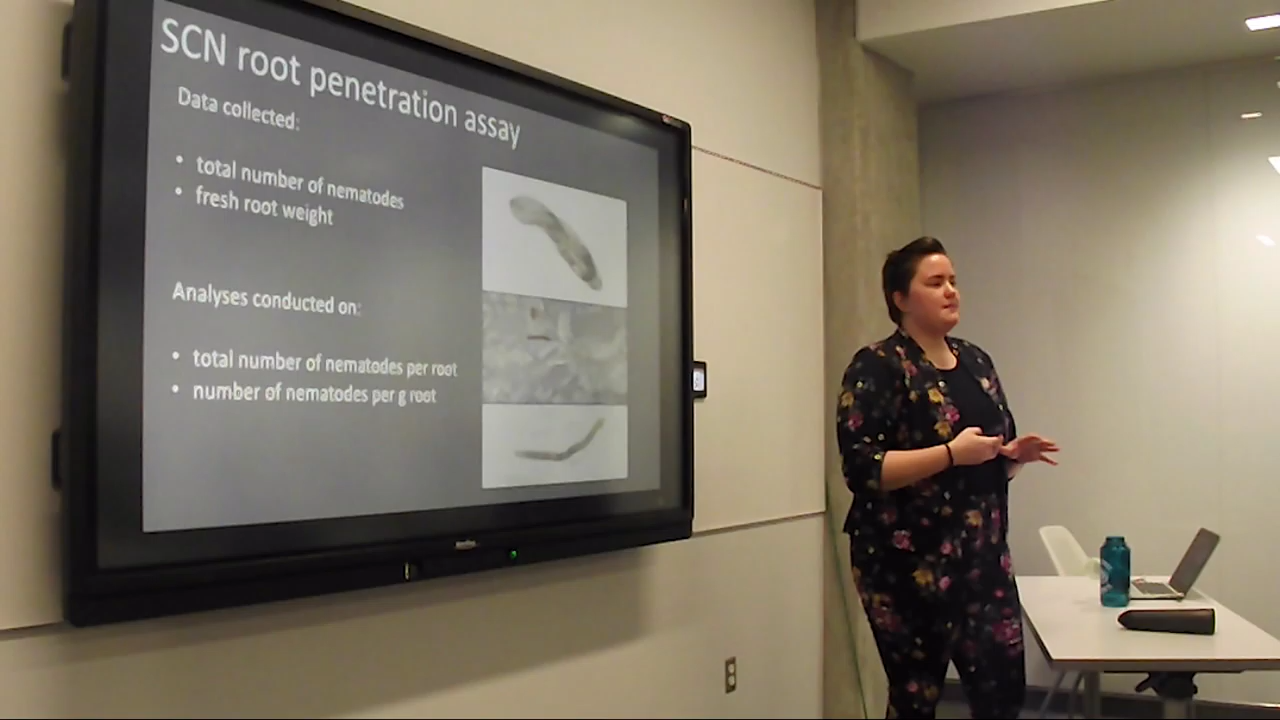 SCN root penetration assay
Data collected:
• total number of nematodes
• fresh root weight
Analyses conducted on:
• total number of nematodes per root
• number of nematodes per g root